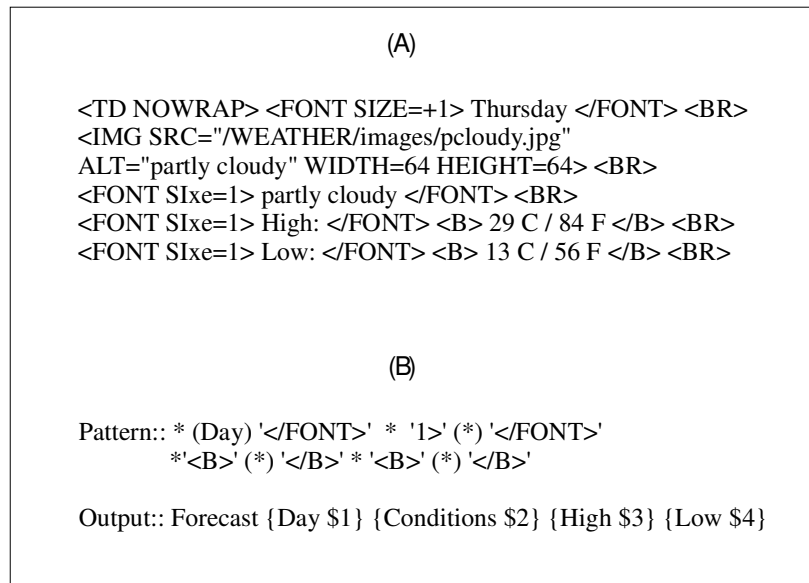 (A)
<TD NOWRAP> <FONT SIZE=+1> Thursday </FONT> <BR>
<IMG SRC="/WEATHER/images/pcloudy.jpg"
ALT="partly cloudy" WIDTH=64 HEIGHT=64> <BR>
<FONT SIxe=1> partly cloudy </FONT> <BR>
<FONT SIxe=1> High: </FONT> <B> 29 C / 84 F </B> <BR>
<FONT SIxe=1> Low: </FONT> <B> 13 C / 56 F </B> <BR>
(B)
Pattern:: * (Day) '</FONT>' * '1>' (*) '</FONT>'
*'<B>' (*) '</B>' * '<B>' (*) '</B>'
Output:: Forecast {Day $1} {Conditions $2} {High $3} {Low $4}